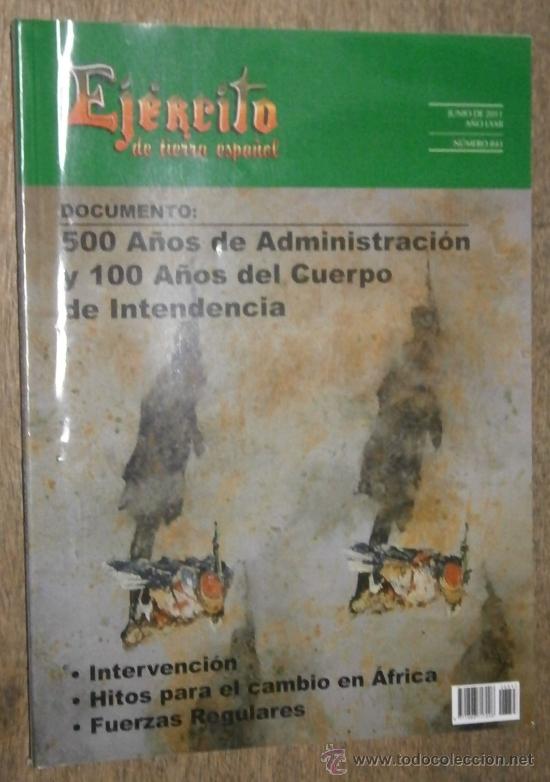 Ejército
de tierra español
JUNIO DE 2011
AÑO LXXII
NÚMERO 843
DOCUMENTO:
500 Años de Administración
y 100 Años del Cuerpo
de Intendencia
• Intervención
• Hitos para el cambio en África
• Fuerzas Regulares
www.todocoleccion.net